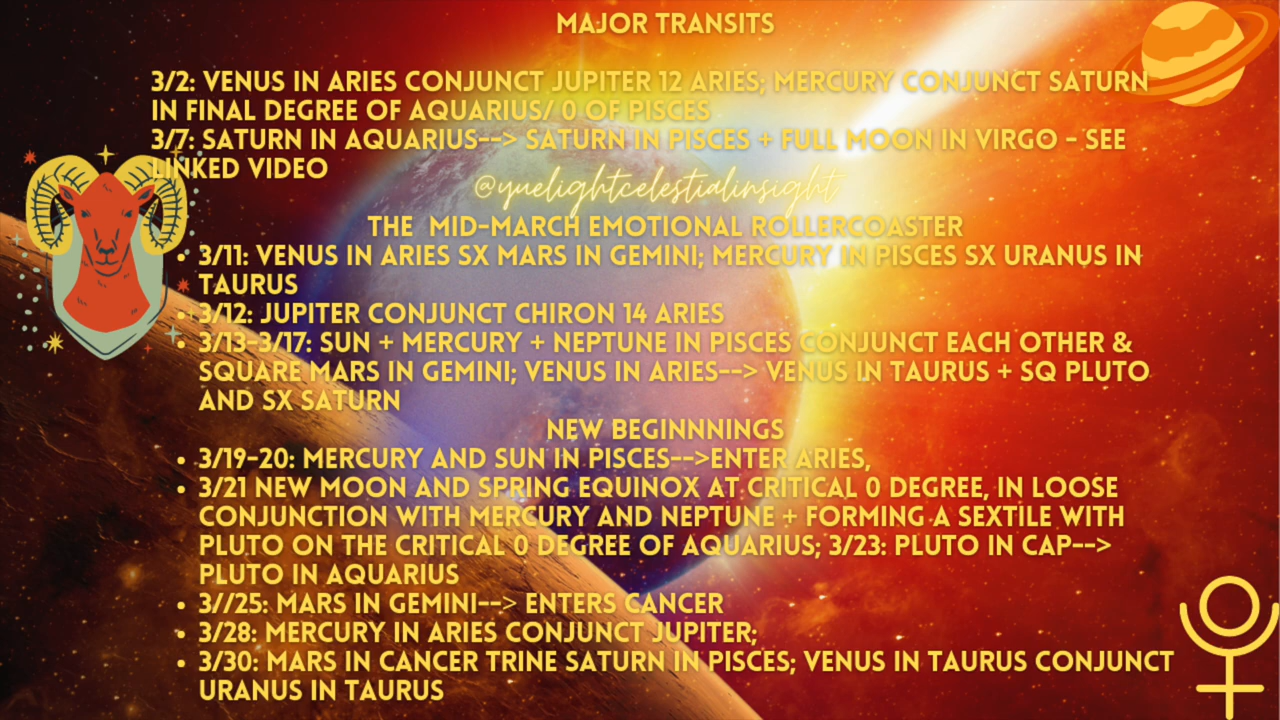 MAJOR TRANSITS
3/2: VENUS IN ARIES CONJUNCT JUPITER 12 ARIES; MERCURY CONJUNCT SATURN
IN FINAL DEGREE OF AQUARIUS/ 0 OF PISCES
3/7: SATURN IN AQUARIUS--> SATURN IN PISCES + FULL MOON IN VIRGO - SEE
LINKED VIDEO
@yuelightcelestialinsight
THE MID-MARCH EMOTIONAL ROLLERCOASTER
• 3/11: VENUS IN ARIES SX MARS IN GEMINI; MERCURY IN PISCES SX URANUS IN
TAURUS
• 3/12: JUPITER CONJUNCT CHIRON 14 ARIES
• 3/13-3/17: SUN + MERCURY + NEPTUNE IN PISCES CONJUNCT EACH OTHER &
SQUARE MARS IN GEMINI; VENUS IN ARIES--> VENUS IN TAURUS + SQ PLUTO
AND SX SATURN
NEW BEGINNNINGS
• 3/19-20: MERCURY AND SUN IN PISCES-->ENTER ARIES,
• 3/21 NEW MOON AND SPRING EQUINOX AT CRITICAL 0 DEGREE, IN LOOSE
CONJUNCTION WITH MERCURY AND NEPTUNE + FORMING A SEXTILE WITH
PLUTO ON THE CRITICAL 0 DEGREE OF AQUARIUS; 3/23: PLUTO IN CAP-->
PLUTO IN AQUARIUS
• 3//25: MARS IN GEMINI--> ENTERS CANCER
• 3/28: MERCURY IN ARIES CONJUNCT JUPITER;
• 3/30: MARS IN CANCER TRINE SATURN IN PISCES; VENUS IN TAURUS CONJUNCT
URANUS IN TAURUS